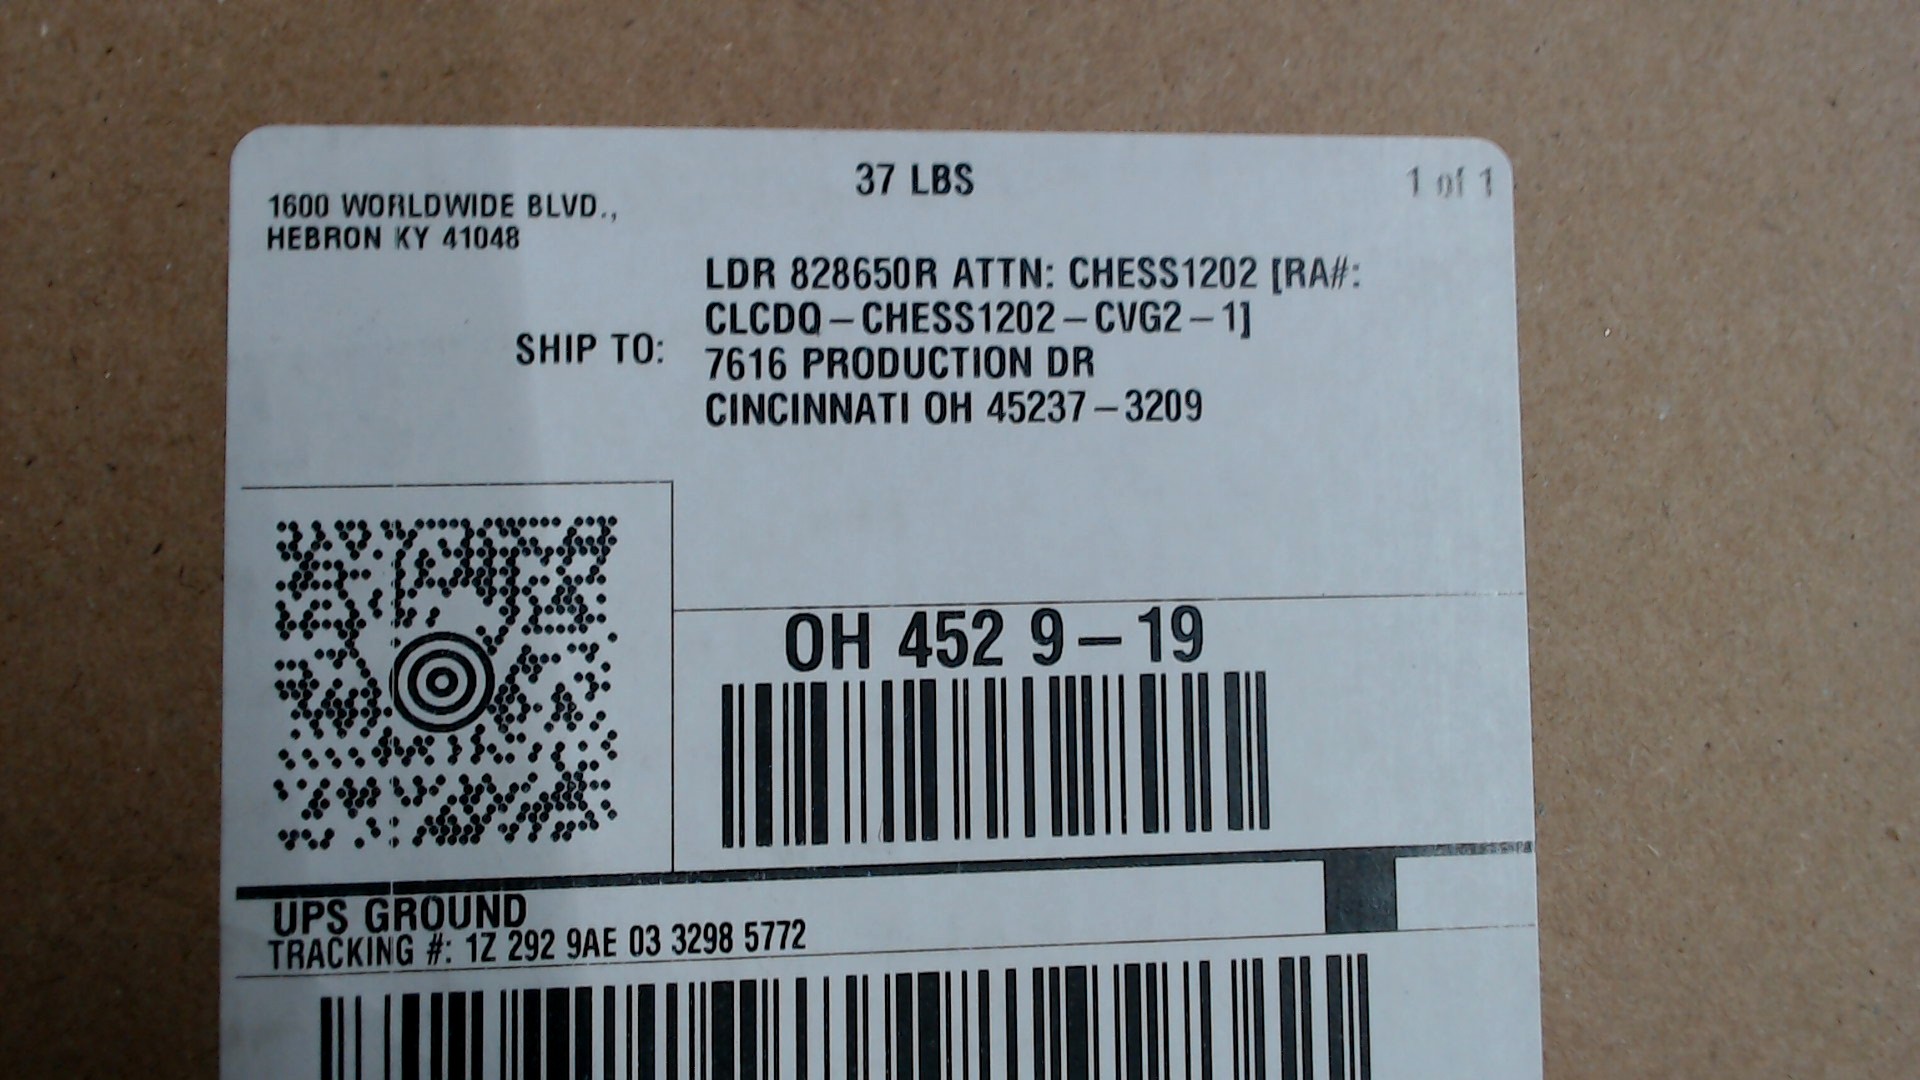 37 LBS
1 of 1
1600 WORLDWIDE BLVD.,
HEBRON KY 41048
LDR 828650R ATTN: CHESS1202 [RA#:
CLCDQ-CHESS1202-CVG2-1]
SHIP TO:
7616 PRODUCTION DR
CINCINNATI OH 45237-3209
OH 452 9-19
UPS GROUND
TRACKING #: 1Z 292 9AE 03 3298 5772